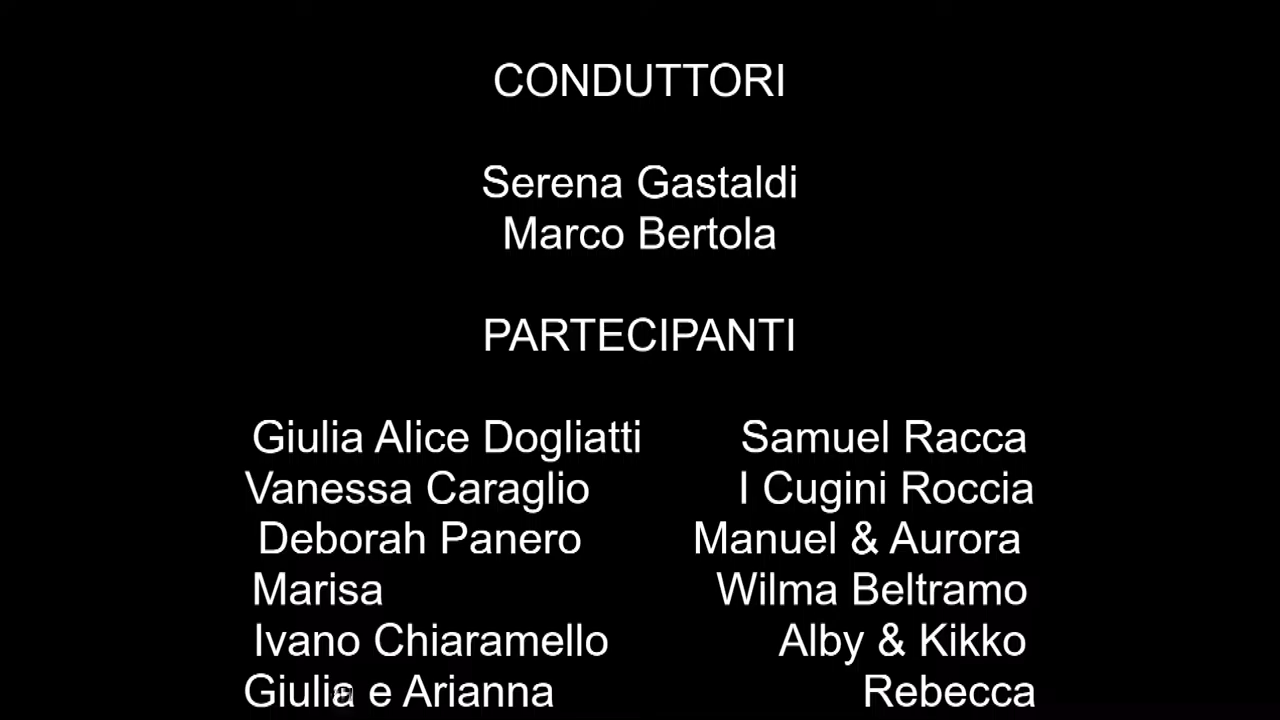 CONDUTTORI
Serena Gastaldi
Marco Bertola
PARTECIPANTI
Giulia Alice Dogliatti Samuel Racca
Vanessa Caraglio I Cugini Roccia
Deborah Panero Manuel & Aurora
Marisa Wilma Beltramo
Ivano Chiaramello Alby & Kikko
Giulia e Arianna Rebecca